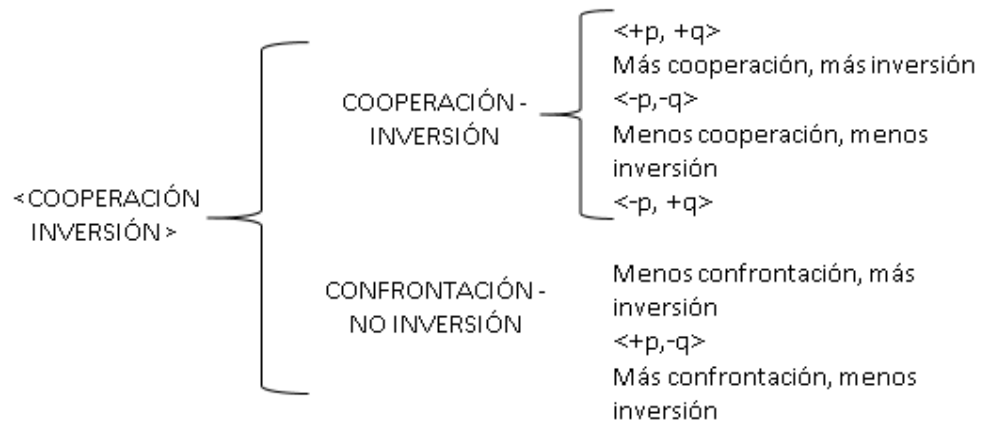 <COOPERACIÓN
INVERSIÓN>
COOPERACIÓN -
INVERSIÓN
<+p, +q>
Más cooperación, más inversión
<-p,-q>
Menos cooperación, menos
inversión
<-p, +q>
CONFRONTACIÓN -
NO INVERSIÓN
Menos confrontación, más
inversión
<+p,-q>
Más confrontación, menos
inversión